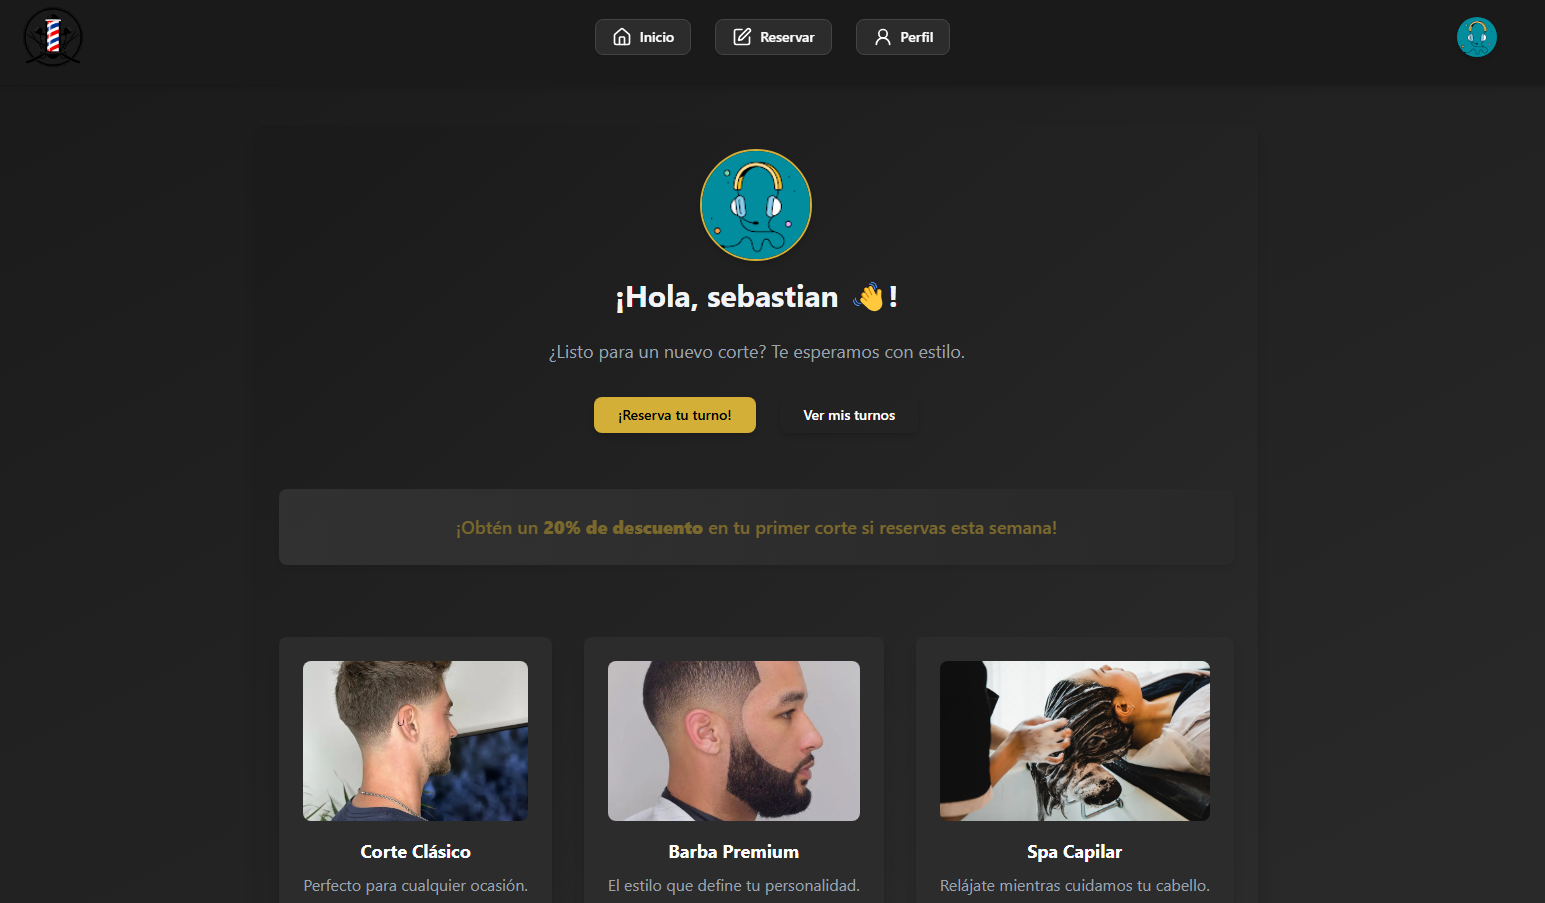 Inicio
Reservar
Perfil
¡Hola, sebastian 👋!
¿Listo para un nuevo corte? Te esperamos con estilo.
¡Reserva tu turno!
Ver mis turnos
¡Obtén un 20% de descuento en tu primer corte si reservas esta semana!
Corte Clásico
Barba Premium
Spa Capilar
Perfecto para cualquier ocasión.
El estilo que define tu personalidad.
Relájate mientras cuidamos tu cabello.